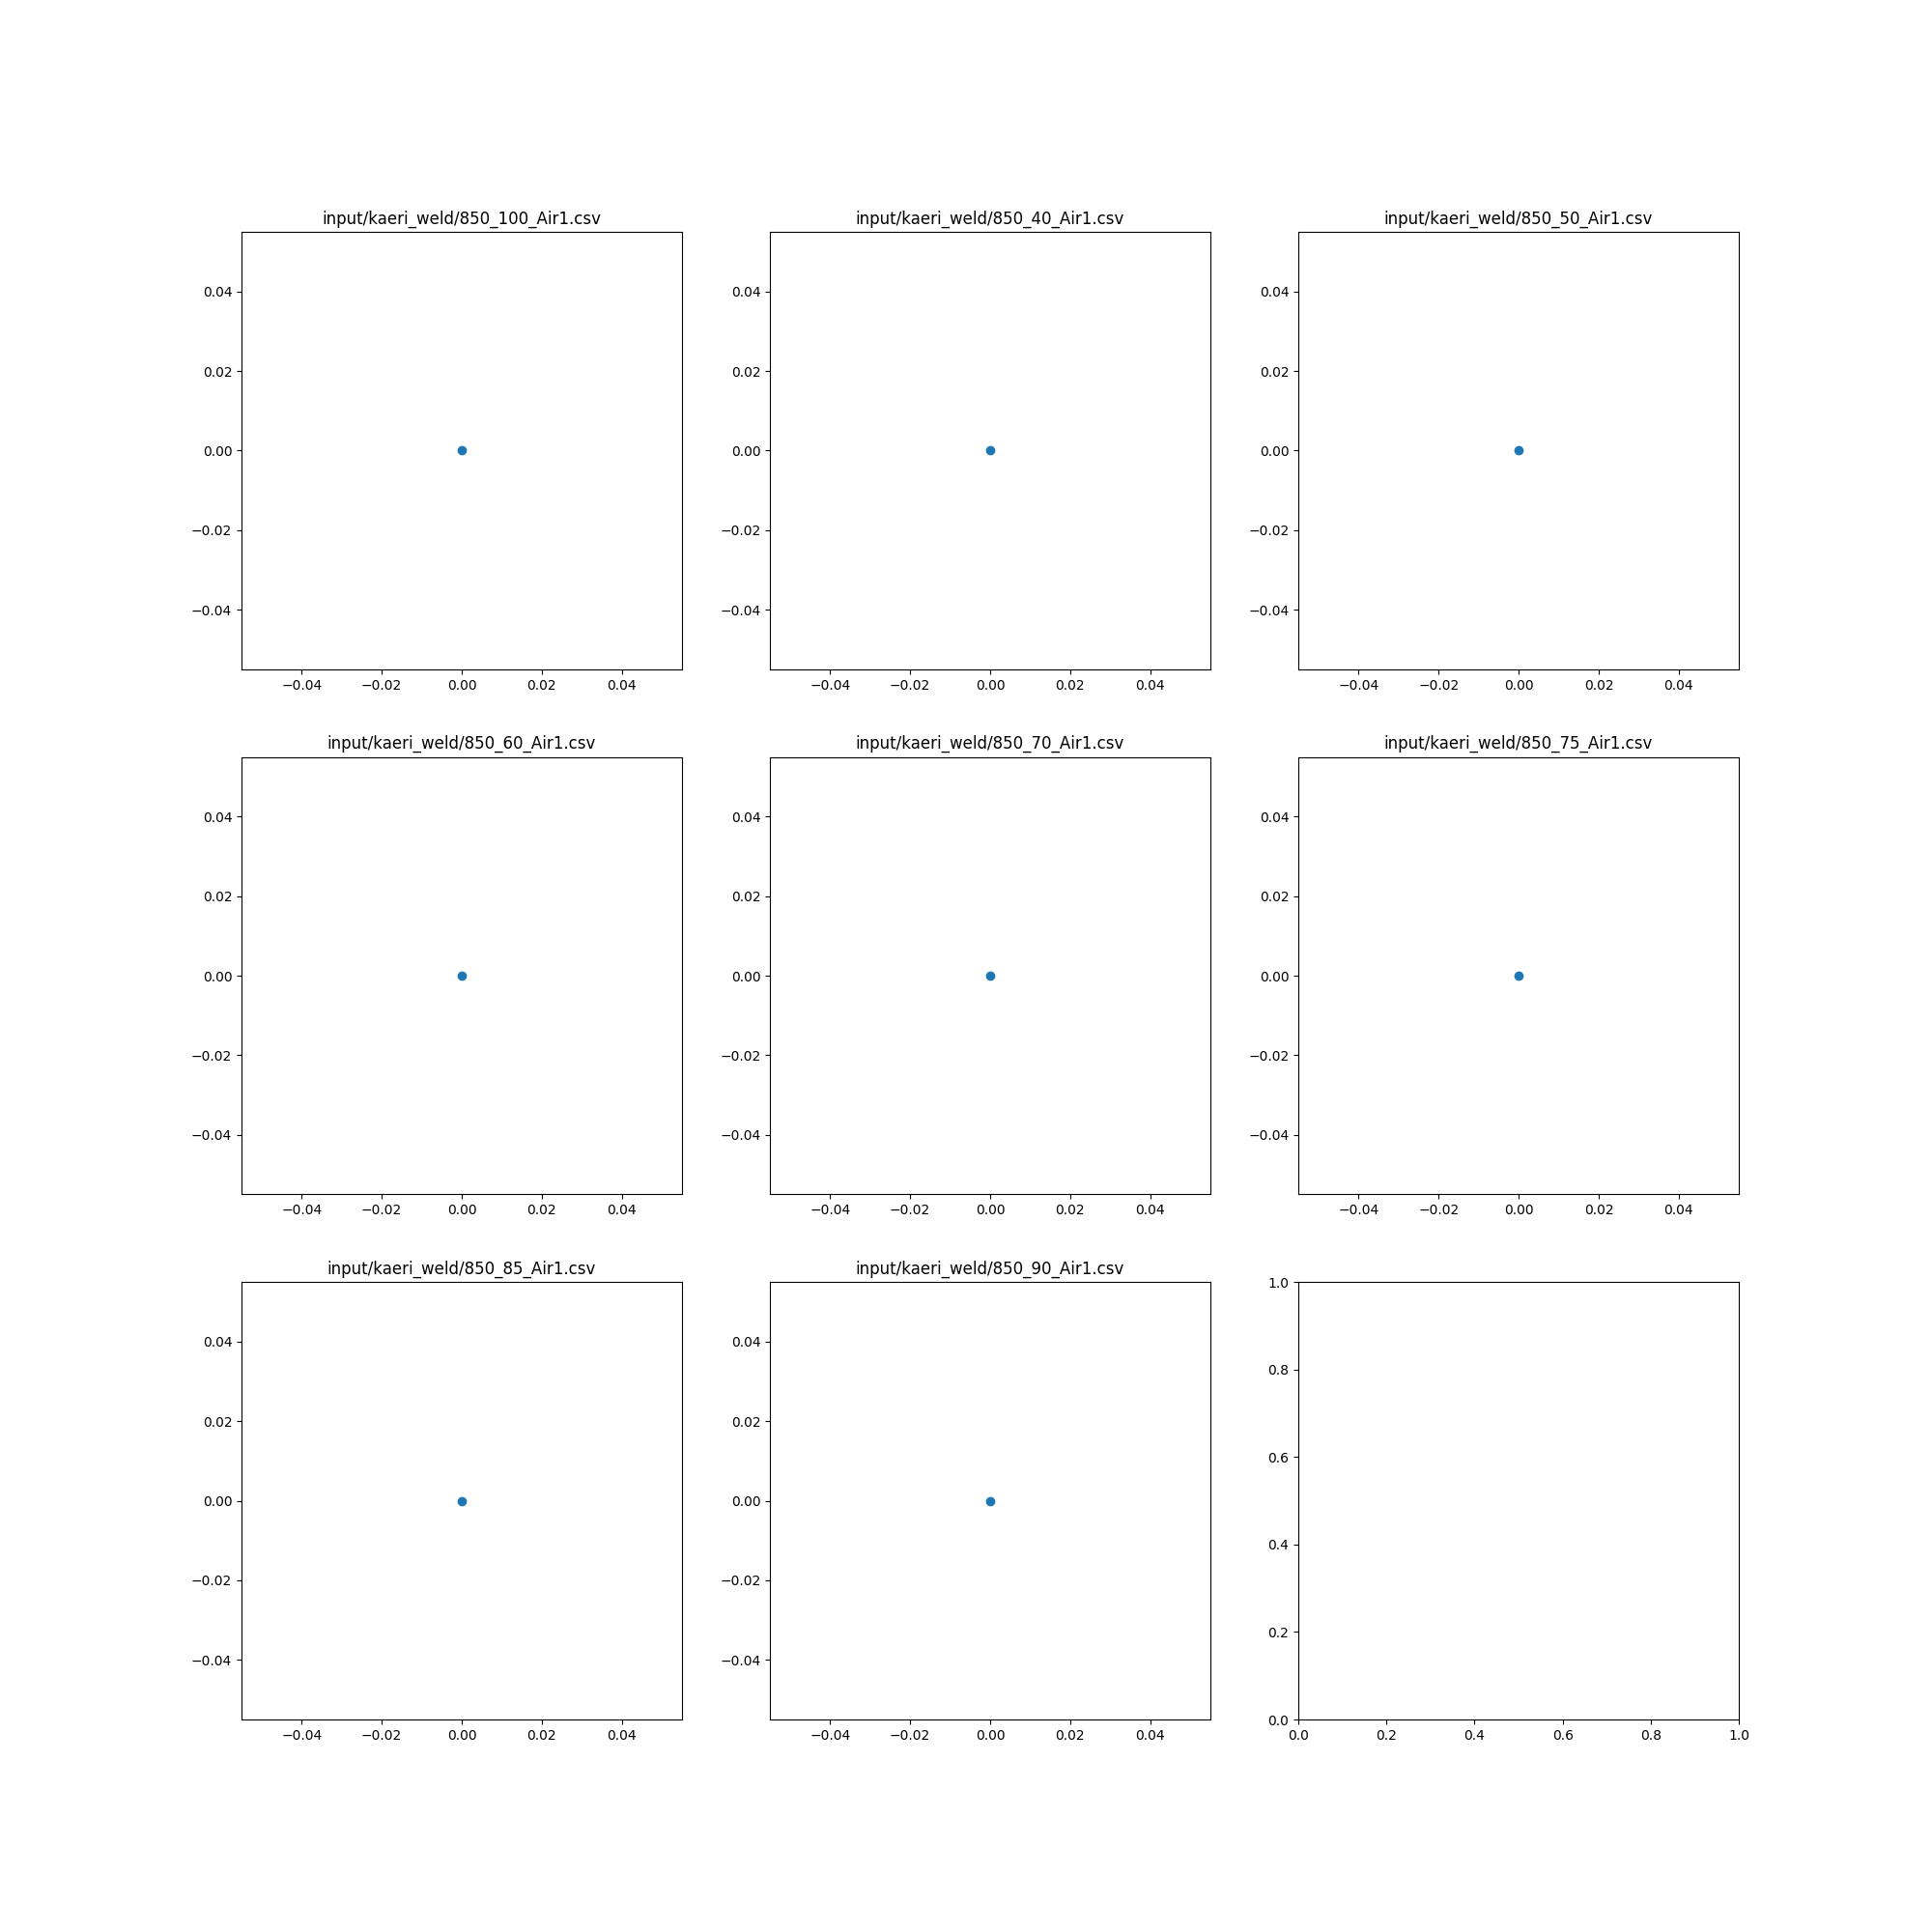 input/kaeri_weld/850_100_Air1.csv
input/kaeri_weld/850_40_Air1.csv
input/kaeri_weld/850_50_Air1.csv
0.04
0.02
0.00
−0.02
−0.04
−0.04 −0.02 0.00 0.02 0.04
0.04
0.02
0.00
−0.02
−0.04
−0.04 −0.02 0.00 0.02 0.04
0.04
0.02
0.00
−0.02
−0.04
−0.04 −0.02 0.00 0.02 0.04
input/kaeri_weld/850_60_Air1.csv
input/kaeri_weld/850_70_Air1.csv
input/kaeri_weld/850_75_Air1.csv
0.04
0.02
0.00
−0.02
−0.04
−0.04 −0.02 0.00 0.02 0.04
0.04
0.02
0.00
−0.02
−0.04
−0.04 −0.02 0.00 0.02 0.04
0.04
0.02
0.00
−0.02
−0.04
−0.04 −0.02 0.00 0.02 0.04
input/kaeri_weld/850_85_Air1.csv
input/kaeri_weld/850_90_Air1.csv
0.04
0.02
0.00
−0.02
−0.04
−0.04 −0.02 0.00 0.02 0.04
0.04
0.02
0.00
−0.02
−0.04
−0.04 −0.02 0.00 0.02 0.04
1.0
0.8
0.6
0.4
0.2
0.0
0.0 0.2 0.4 0.6 0.8 1.0